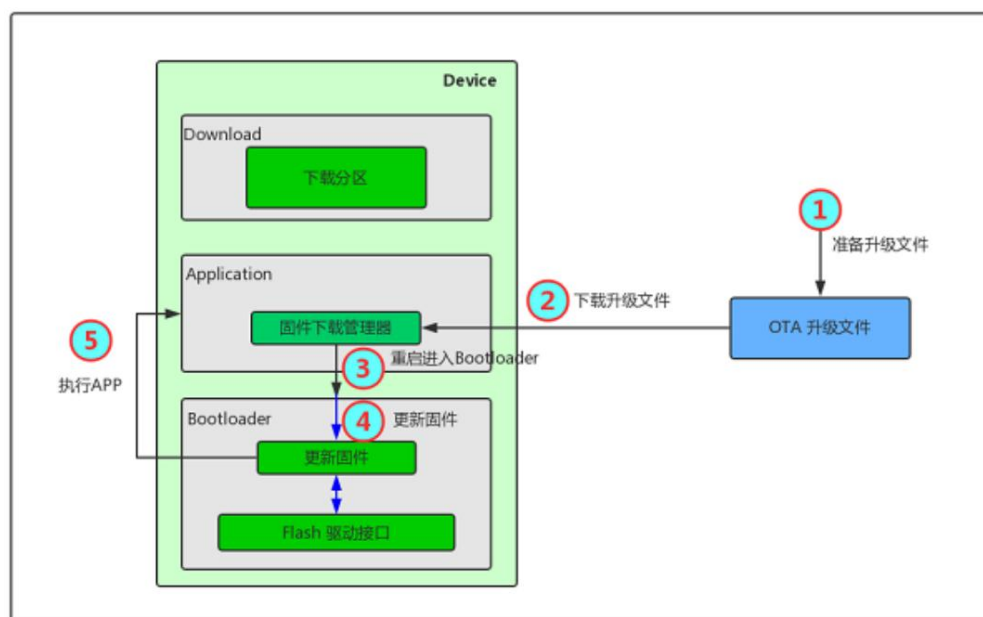 Device
Download
下载分区
1
准备升级文件
Application
2
下载升级文件
固件下载管理器
OTA 升级文件
5
3
重启进入Bootloader
执行APP
Bootloader
4
更新固件
更新固件
Flash 驱动接口